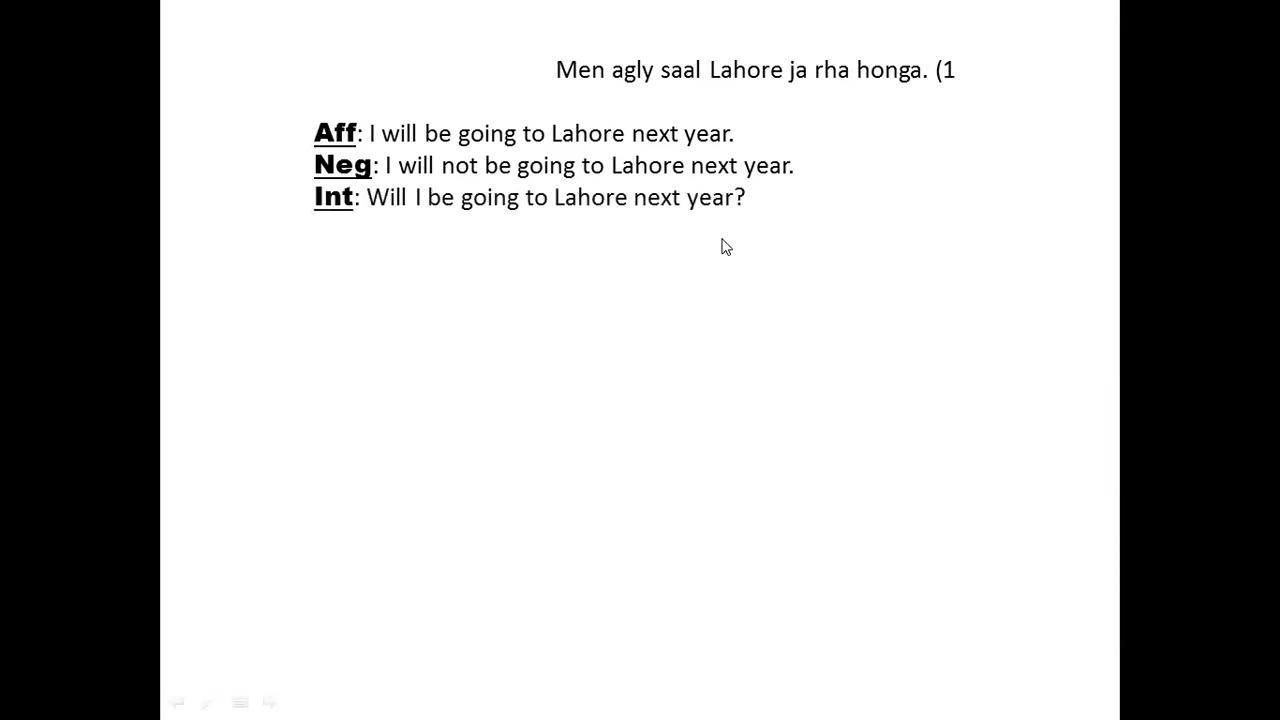 Men agly saal Lahore ja rha honga. (1
Aff: I will be going to Lahore next year.
Neg: I will not be going to Lahore next year.
Int: Will I be going to Lahore next year?